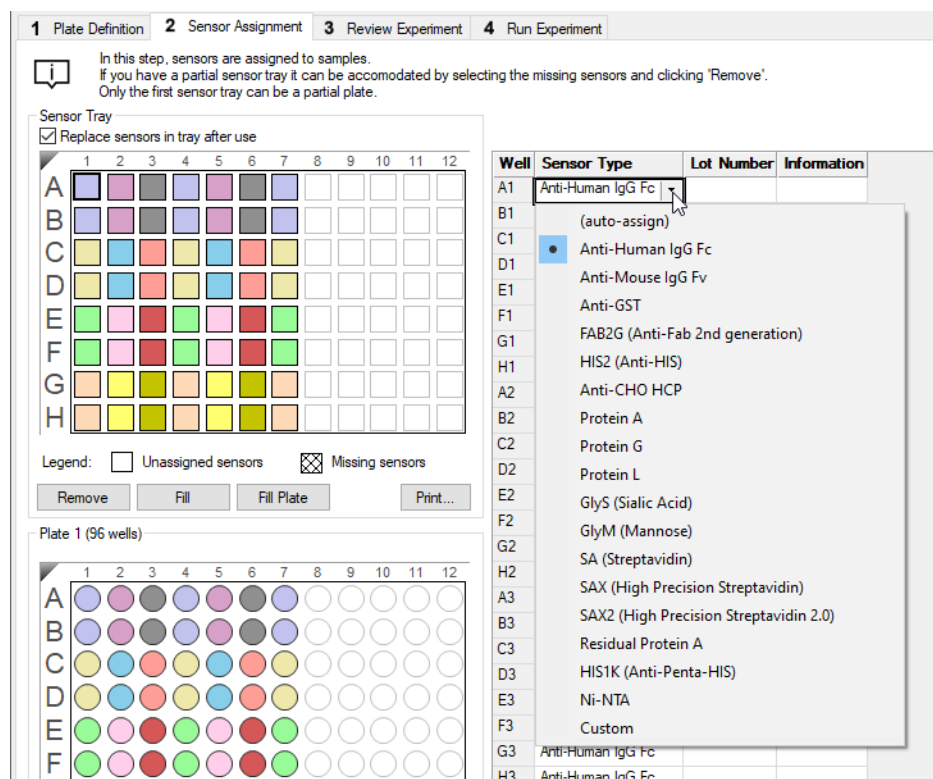 1 Plate Definition 2 Sensor Assignment 3 Review Experiment 4 Run Experiment
In this step, sensors are assigned to samples.
If you have a partial sensor tray it can be accomodated by selecting the missing sensors and clicking 'Remove'.
Only the first sensor tray can be a partial plate.
Sensor Tray
Replace sensors in tray after use
1 2 3 4 5 6 7 8 9 10 11 12
A
B
C
D
E
F
G
H
Legend: Unassigned sensors Missing sensors
Remove Fill Fill Plate Print...
Plate 1 (96 wells)
1 2 3 4 5 6 7 8 9 10 11 12
A
B
C
D
E
F
Well Sensor Type Lot Number Information
A1 Anti-Human IgG Fc
B1
C1
D1
E1
F1
G1
H1
A2
B2
C2
D2
E2
F2
G2
H2
A3
B3
C3
D3
E3
F3
G3 Anti-Human IgG Fc
H3 Anti-Human IgG Fc
(auto-assign)
Anti-Human IgG Fc
Anti-Mouse IgG Fv
Anti-GST
FAB2G (Anti-Fab 2nd generation)
HIS2 (Anti-HIS)
Anti-CHO HCP
Protein A
Protein G
Protein L
GlyS (Sialic Acid)
GlyM (Mannose)
SA (Streptavidin)
SAX (High Precision Streptavidin)
SAX2 (High Precision Streptavidin 2.0)
Residual Protein A
HIS1K (Anti-Penta-HIS)
Ni-NTA
Custom